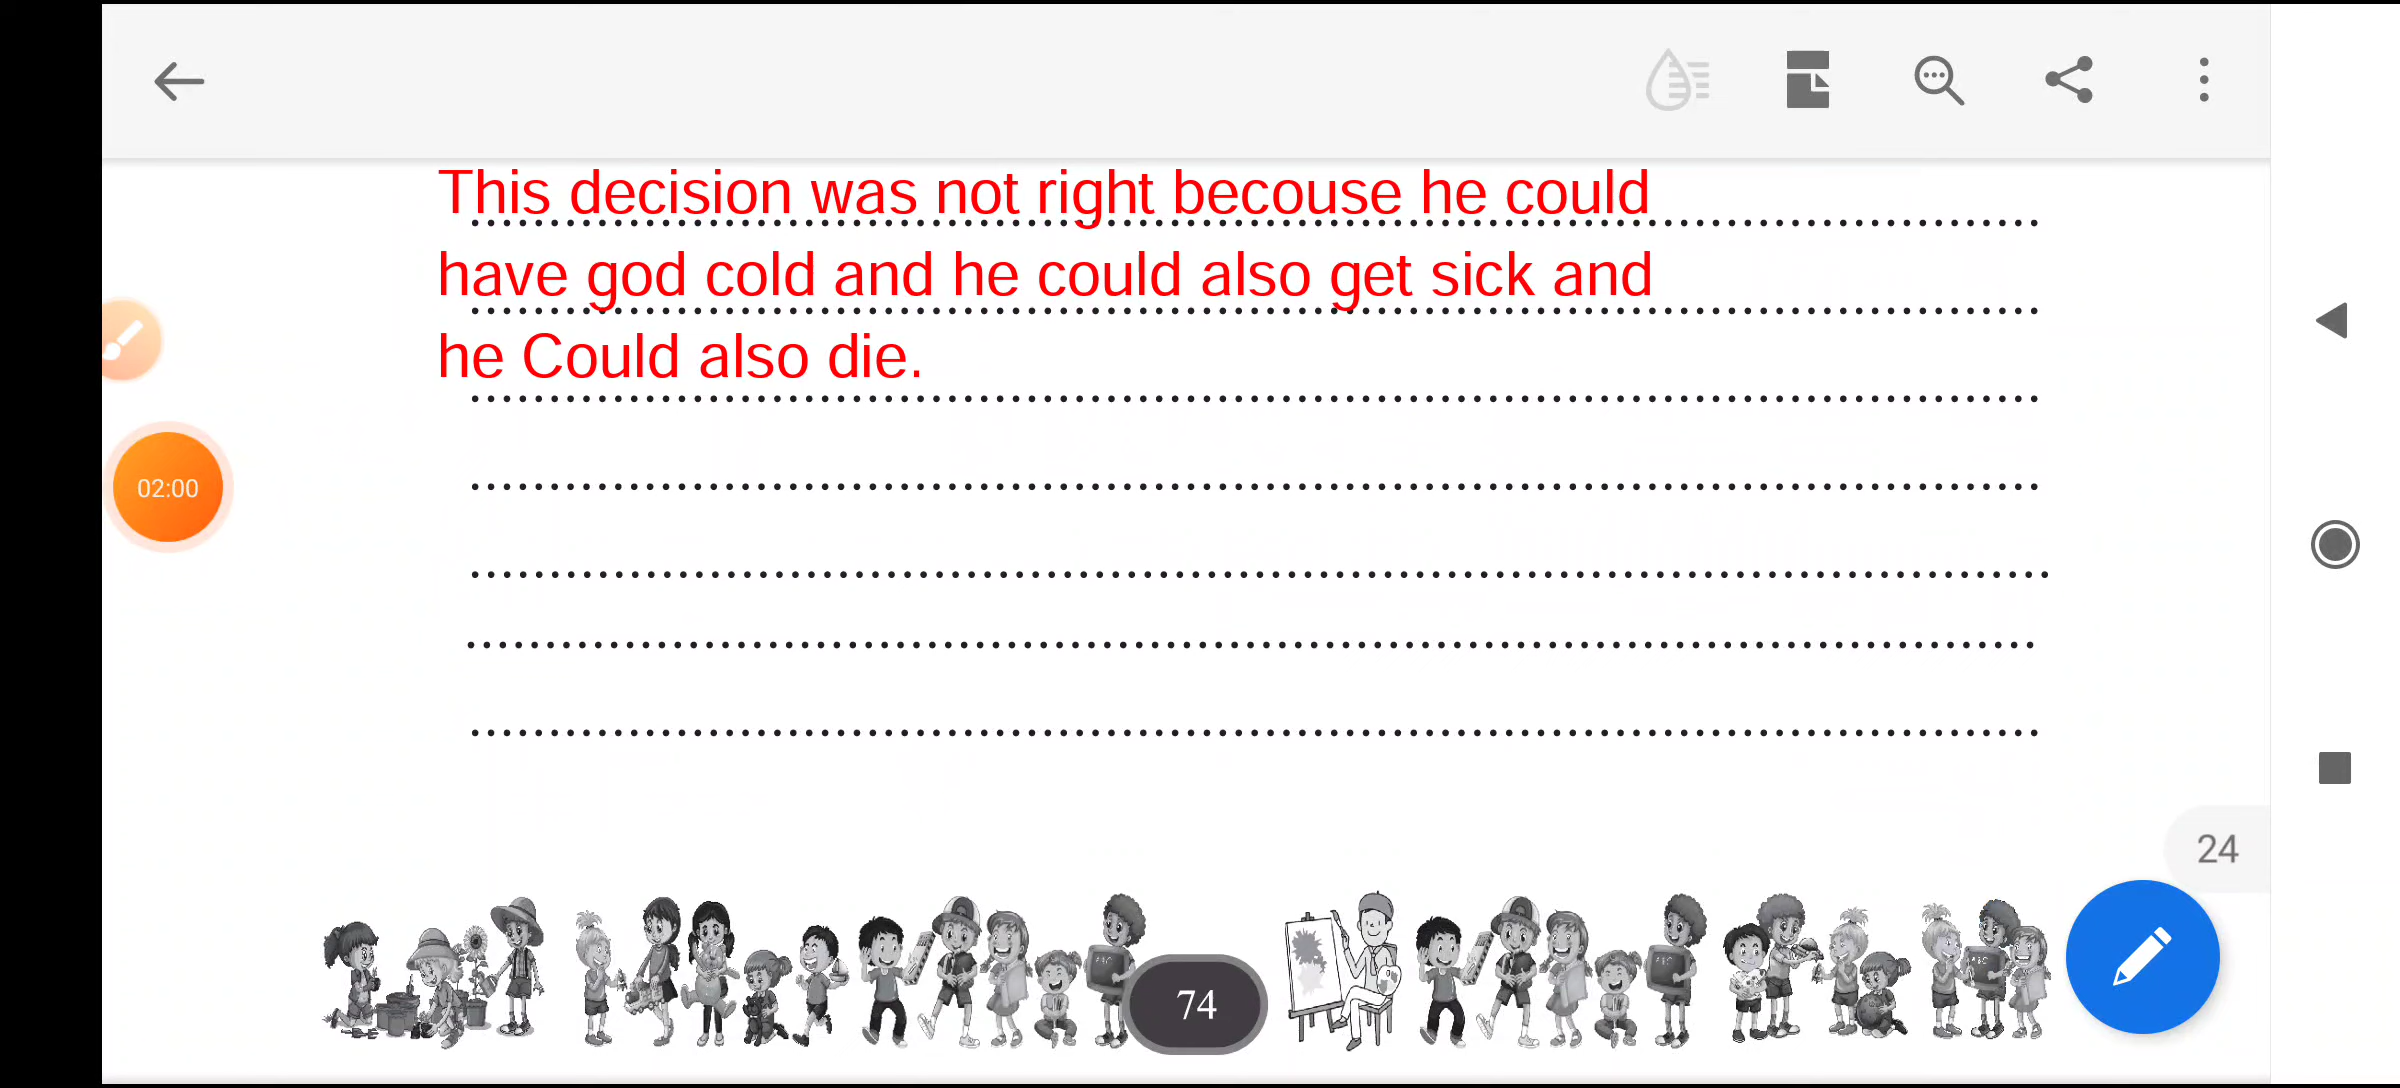 This decision was not right becouse he could
have god cold and he could also get sick and
he Could also die.
02:00
24
74